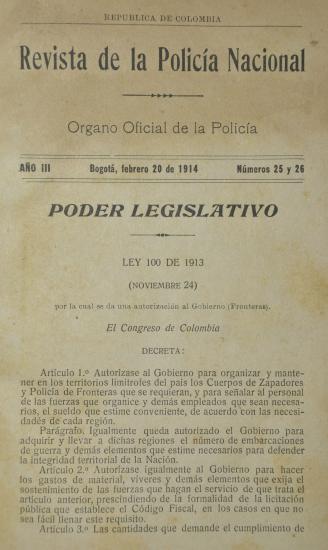 REPUBLICA DE COLOMBIA
Revista de la Policía Nacional
Organo Oficial de la Policía
AÑO III Bogotá, febrero 20 de 1914 Números 25 y 26
PODER LEGISLATIVO
LEY 100 DE 1913
(NOVIEMBRE 24)
por la cual se da una autorización al Gobierno (Fronteras).
El Congreso de Colombia
DECRETA:
Artículo 1.º Autorízase al Gobierno para organizar y mante-
ner en los territorios limítrofes del país los Cuerpos de Zapadores
y Policía de Fronteras que se requieran, y para señalar al personal
de las fuerzas que organice y demás empleados que sean necesa-
rios, el sueldo que estime conveniente, de acuerdo con las necesi-
dades de cada región.
Parágrafo. Igualmente queda autorizado el Gobierno para
adquirir y llevar a dichas regiones el número de embarcaciones
de guerra y demás elementos que estime necesarios para defender
la integridad territorial de la Nación.
Artículo 2.º Autorízase igualmente al Gobierno para hacer
los gastos de material, víveres y demás elementos que exija el
sostenimiento de las fuerzas que hagan el servicio de que trata el
artículo anterior, prescindiendo de la formalidad de la licitación
pública que establece el Código Fiscal, en los casos en que no
sea fácil llenar este requisito.
Artículo 3.º Las cantidades que demande el cumplimiento de